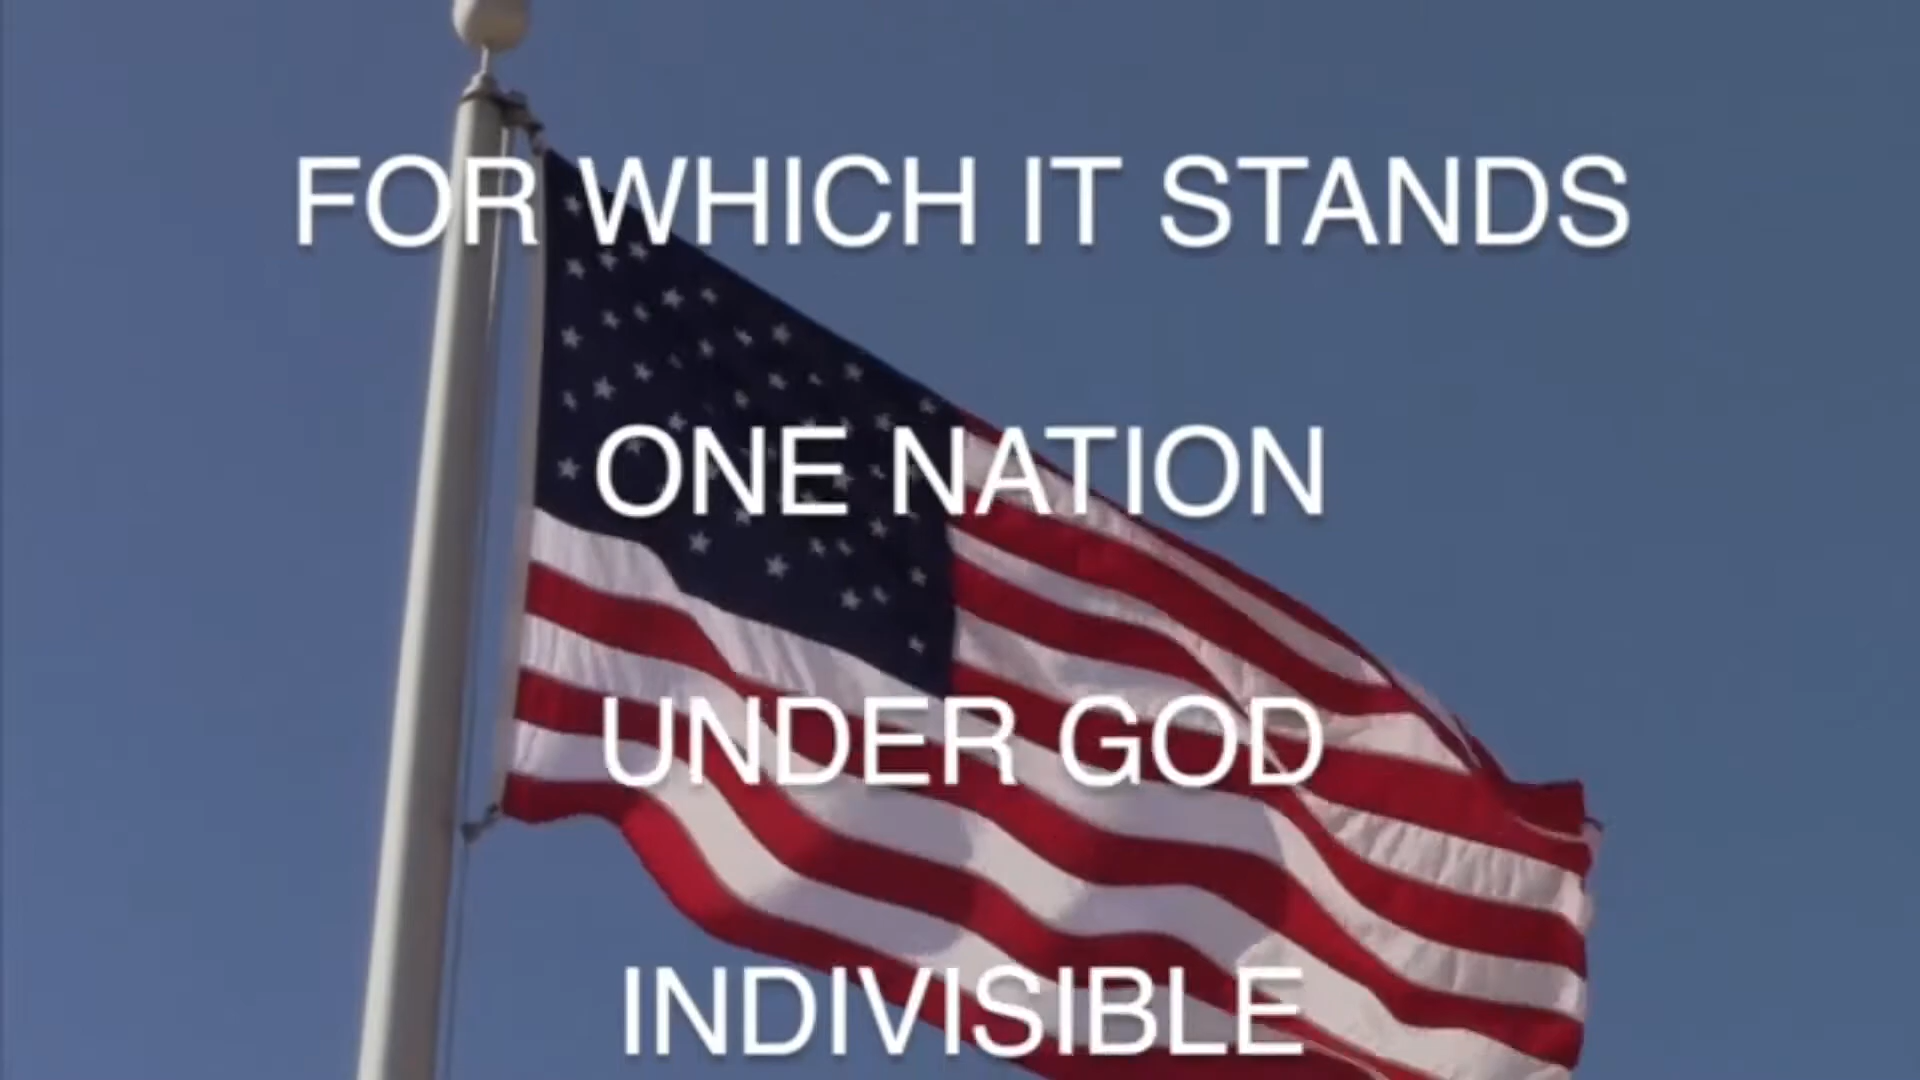 FOR WHICH IT STANDS
ONE NATION
UNDER GOD
INDIVISIBLE